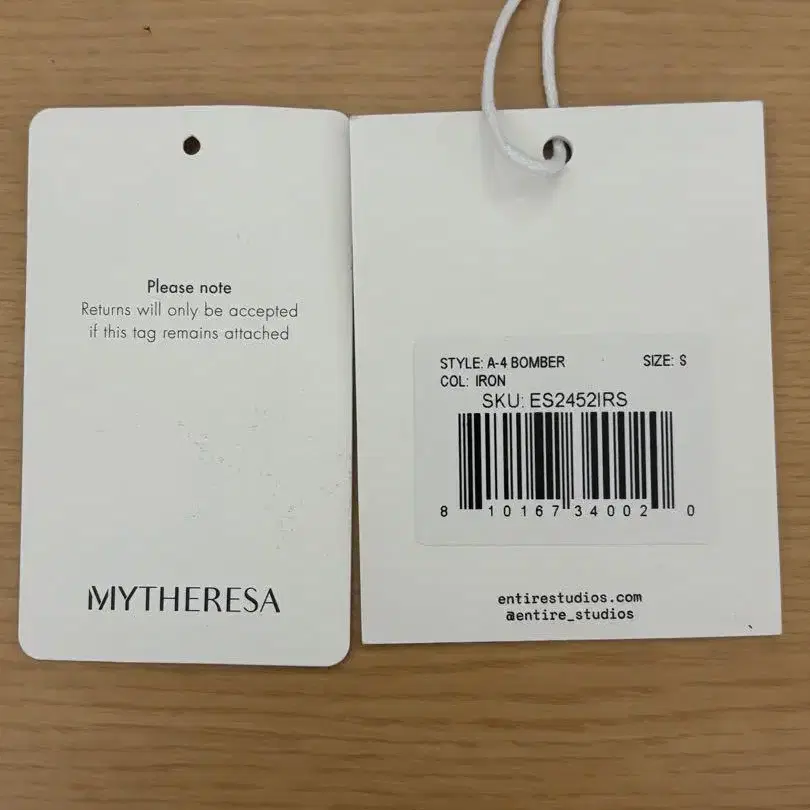 Please note
Returns will only be accepted
if this tag remains attached
MYTHERESA
STYLE: A-4 BOMBER SIZE: S
COL: IRON
SKU: ES2452IRS
8 10167 34002 0
entirestudios.com
@entire_studios